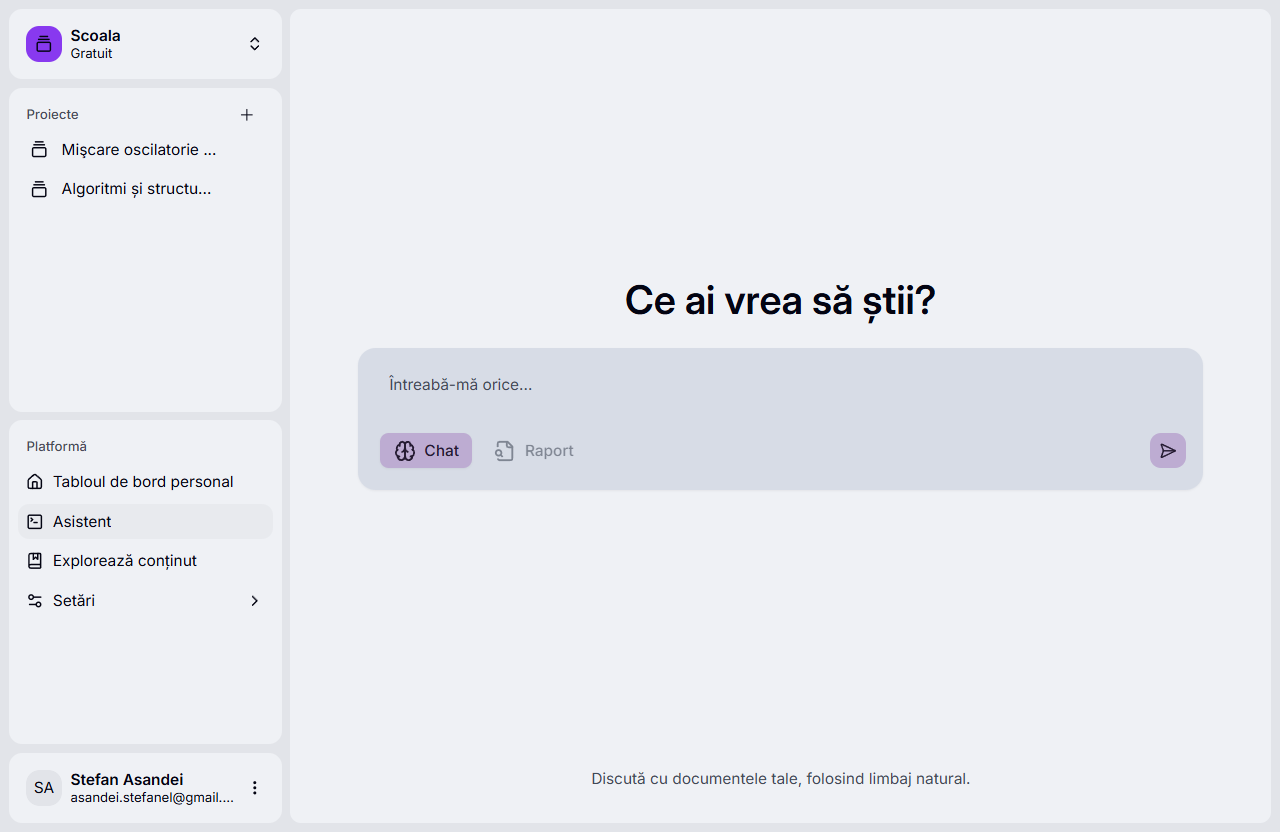 Scoala
Gratuit
Proiecte
Mişcare oscilatorie ...
Algoritmi și structu...
Platformă
Tabloul de bord personal
Asistent
Explorează conținut
Setări
SA
Stefan Asandei
asandei.stefanel@gmail....
Ce ai vrea să știi?
Întreabă-mă orice...
Chat
Raport
Discută cu documentele tale, folosind limbaj natural.